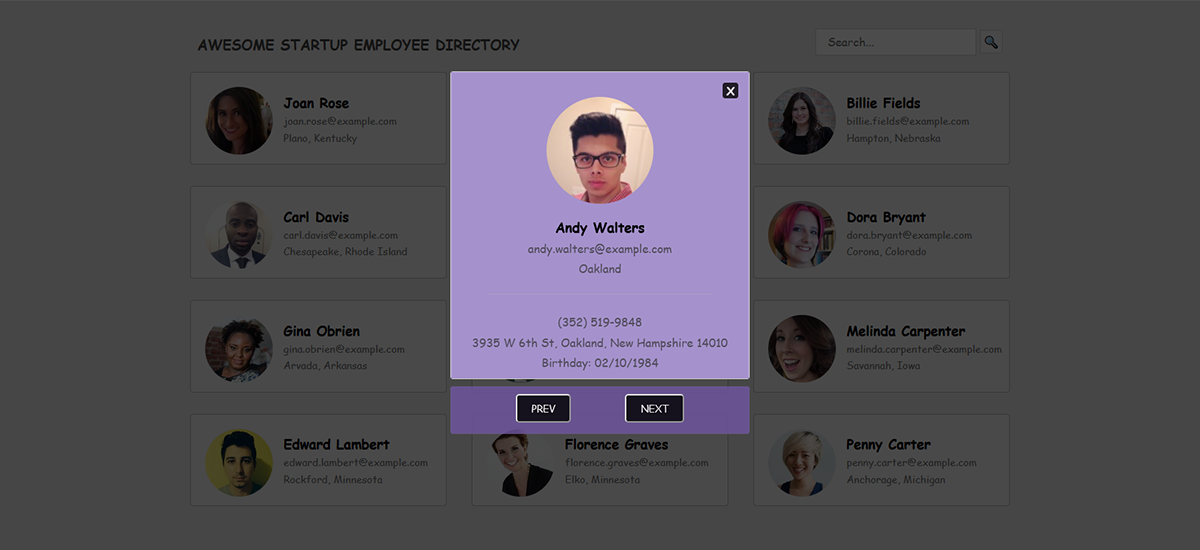 AWESOME STARTUP EMPLOYEE DIRECTORY
Search...
X
Joan Rose
joan.rose@example.com
Plano, Kentucky
Billie Fields
billie.fields@example.com
Hampton, Nebraska
Andy Walters
andy.walters@example.com
Oakland
(352) 519-9848
3935 W 6th St, Oakland, New Hampshire 14010
Birthday: 02/10/1984
PREV
NEXT
Carl Davis
carl.davis@example.com
Chesapeake, Rhode Island
Dora Bryant
dora.bryant@example.com
Corona, Colorado
Gina Obrien
gina.obrien@example.com
Arvada, Arkansas
Melinda Carpenter
melinda.carpenter@example.com
Savannah, Iowa
Edward Lambert
edward.lambert@example.com
Rockford, Minnesota
Florence Graves
florence.graves@example.com
Elko, Minnesota
Penny Carter
penny.carter@example.com
Anchorage, Michigan